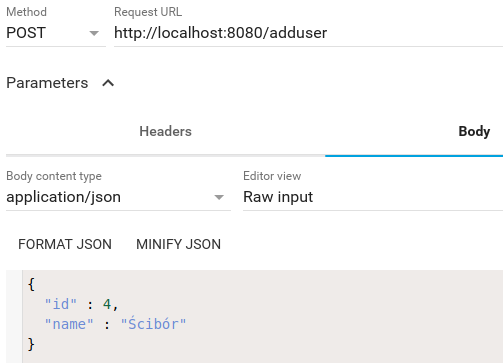 Method
Request URL
POST
http://localhost:8080/adduser
Parameters
Headers
Body
Body content type
Editor view
application/json
Raw input
FORMAT JSON
MINIFY JSON
{
"id" : 4,
"name" : "Ścibór"
}